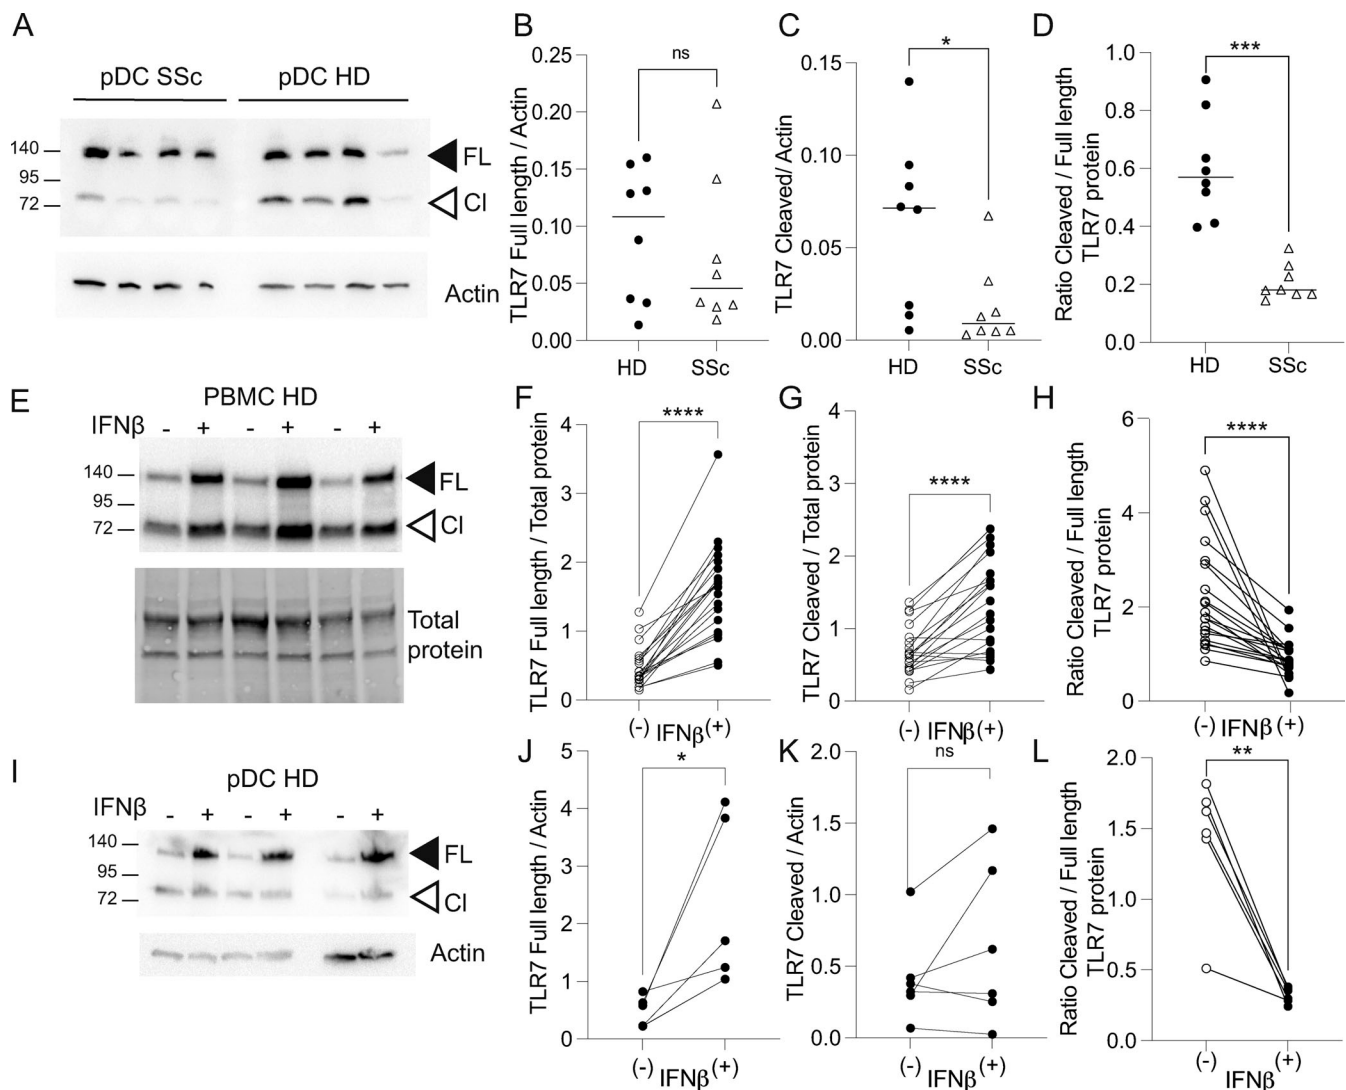 A
pDC SSc
pDC HD
140
95
72
FL
Cl
Actin
B
TLR7 Full length / Actin
0.25
0.20
0.15
0.10
0.05
0.00
ns
HD
SSc
C
TLR7 Cleaved/ Actin
0.15
0.10
0.05
0.00
*
HD
SSc
D
Ratio Cleaved / Full length
TLR7 protein
1.0
0.8
0.6
0.4
0.2
0.0
***
HD
SSc
E
PBMC HD
IFNβ - + - + - +
140
95
72
FL
Cl
Total
protein
F
TLR7 Full length / Total protein
4
3
2
1
0
****
(-) IFNβ (+)
G
TLR7 Cleaved / Total protein
4
3
2
1
0
****
(-) IFNβ (+)
H
Ratio Cleaved / Full length
TLR7 protein
6
4
2
0
****
(-) IFNβ (+)
I
pDC HD
IFNβ - + - + - +
140
95
72
FL
Cl
Actin
J
TLR7 Full length / Actin
5
4
3
2
1
0
*
(-) (+)
IFNβ
K
TLR7 Cleaved / Actin
2.0
1.5
1.0
0.5
0.0
ns
(-) (+)
IFNβ
L
Ratio Cleaved / Full length
TLR7 protein
2.0
1.5
1.0
0.5
0.0
**
(-) (+)
IFNβ